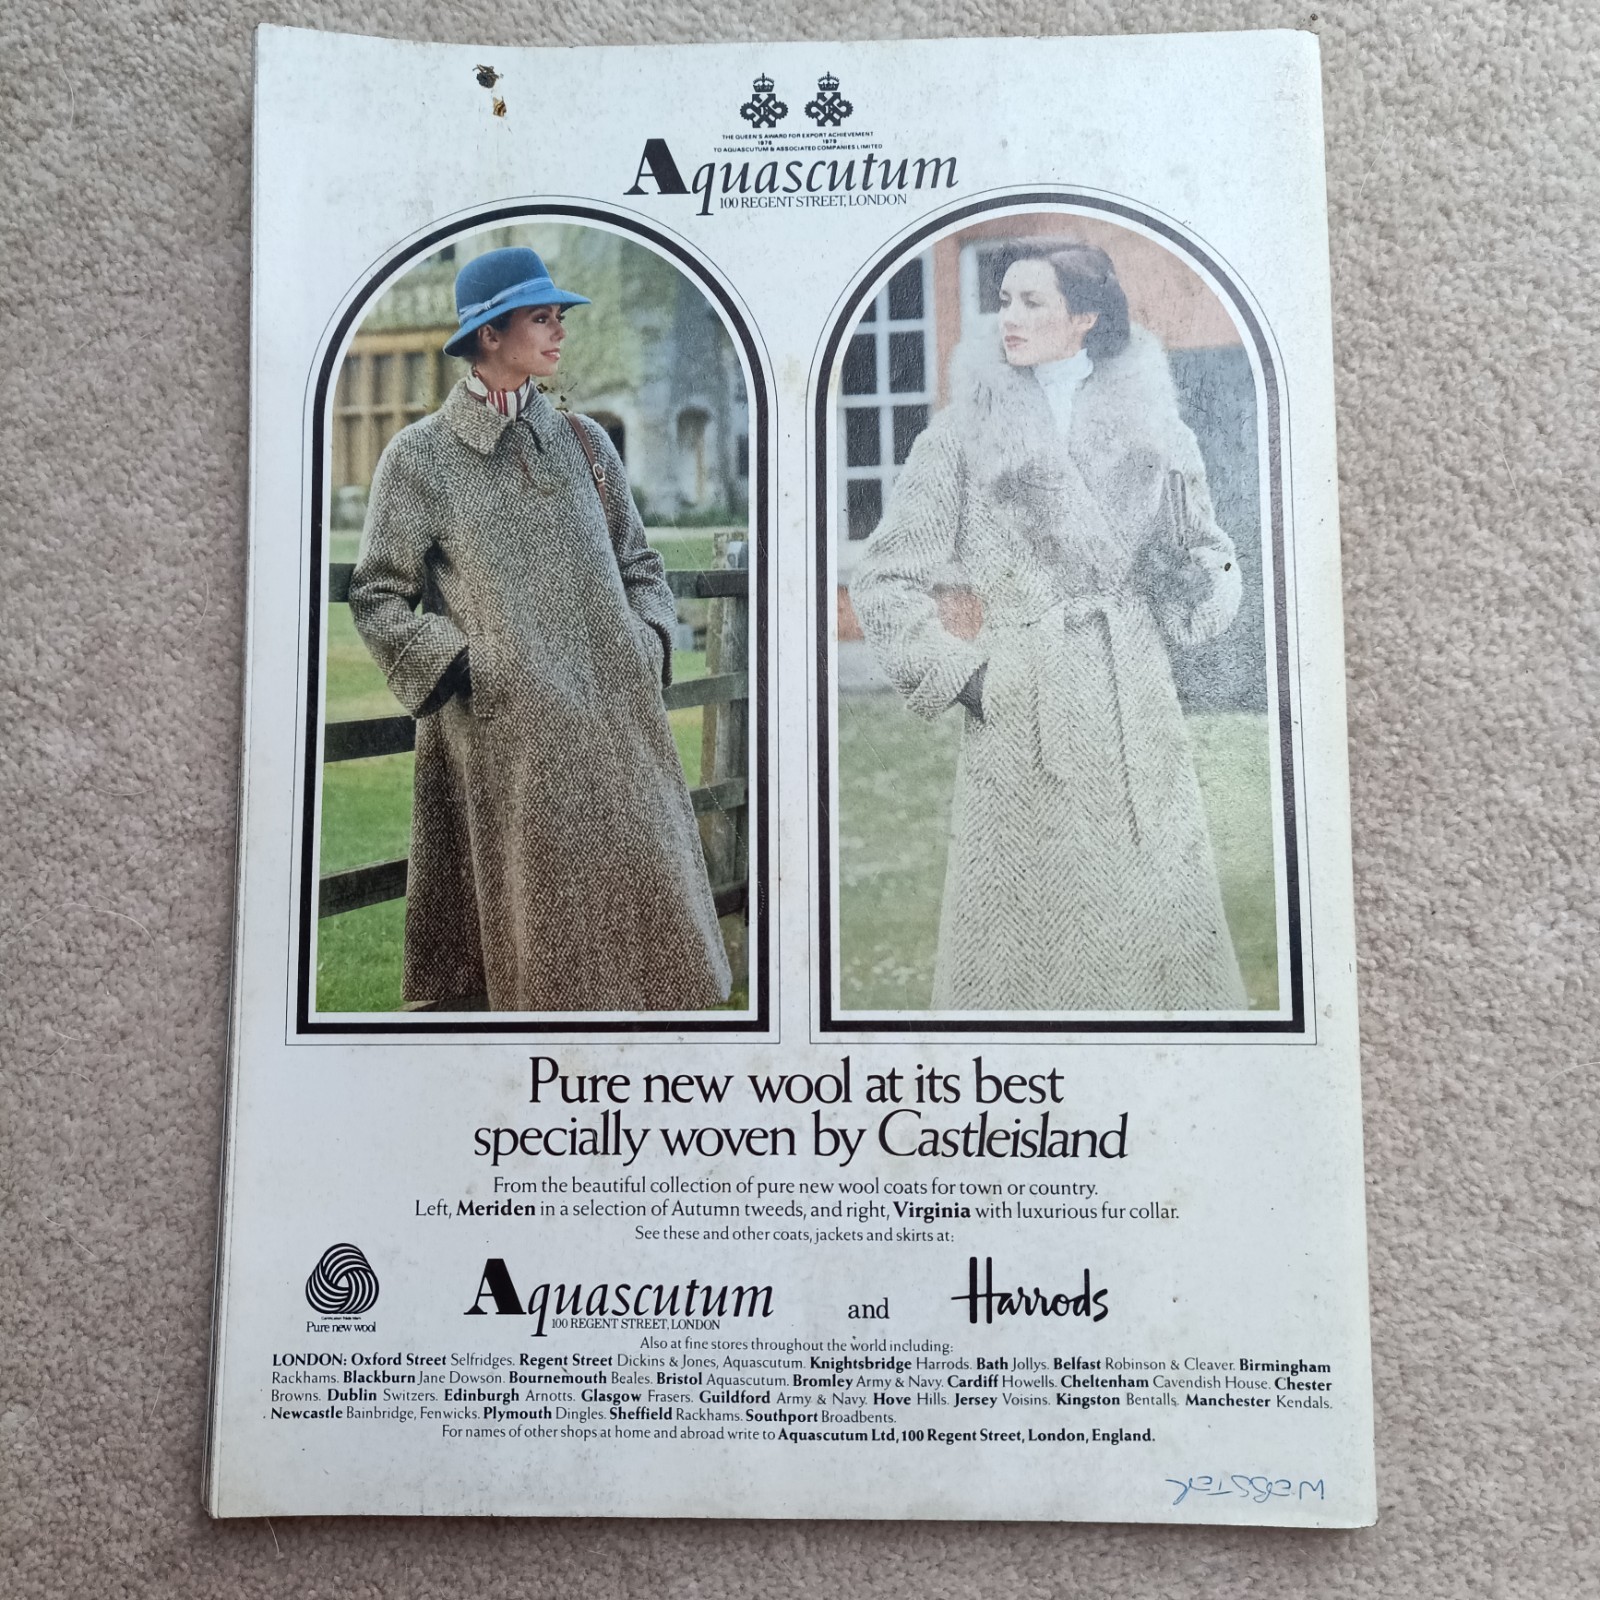 THE QUEEN'S AWARD FOR EXPORT ACHIEVEMENT
1976 1979
TO AQUASCUTUM & ASSOCIATED COMPANIES LIMITED
Aquascutum
100 REGENT STREET, LONDON
Pure new wool at its best
specially woven by Castleisland
From the beautiful collection of pure new wool coats for town or country.
Left, Meriden in a selection of Autumn tweeds, and right, Virginia with luxurious fur collar.
See these and other coats, jackets and skirts at:
Pure new wool
Aquascutum
100 REGENT STREET, LONDON
and
Harrods
Also at fine stores throughout the world including:
LONDON: Oxford Street Selfridges. Regent Street Dickins & Jones, Aquascutum. Knightsbridge Harrods. Bath Jollys. Belfast Robinson & Cleaver. Birmingham
Rackhams. Blackburn Jane Dowson. Bournemouth Beales. Bristol Aquascutum. Bromley Army & Navy. Cardiff Howells. Cheltenham Cavendish House. Chester
Browns. Dublin Switzers. Edinburgh Arnotts. Glasgow Frasers. Guildford Army & Navy. Hove Hills. Jersey Voisins. Kingston Bentalls. Manchester Kendals.
Newcastle Bainbridge, Fenwicks. Plymouth Dingles. Sheffield Rackhams. Southport Broadbents.
For names of other shops at home and abroad write to Aquascutum Ltd, 100 Regent Street, London, England.
WEBSTER